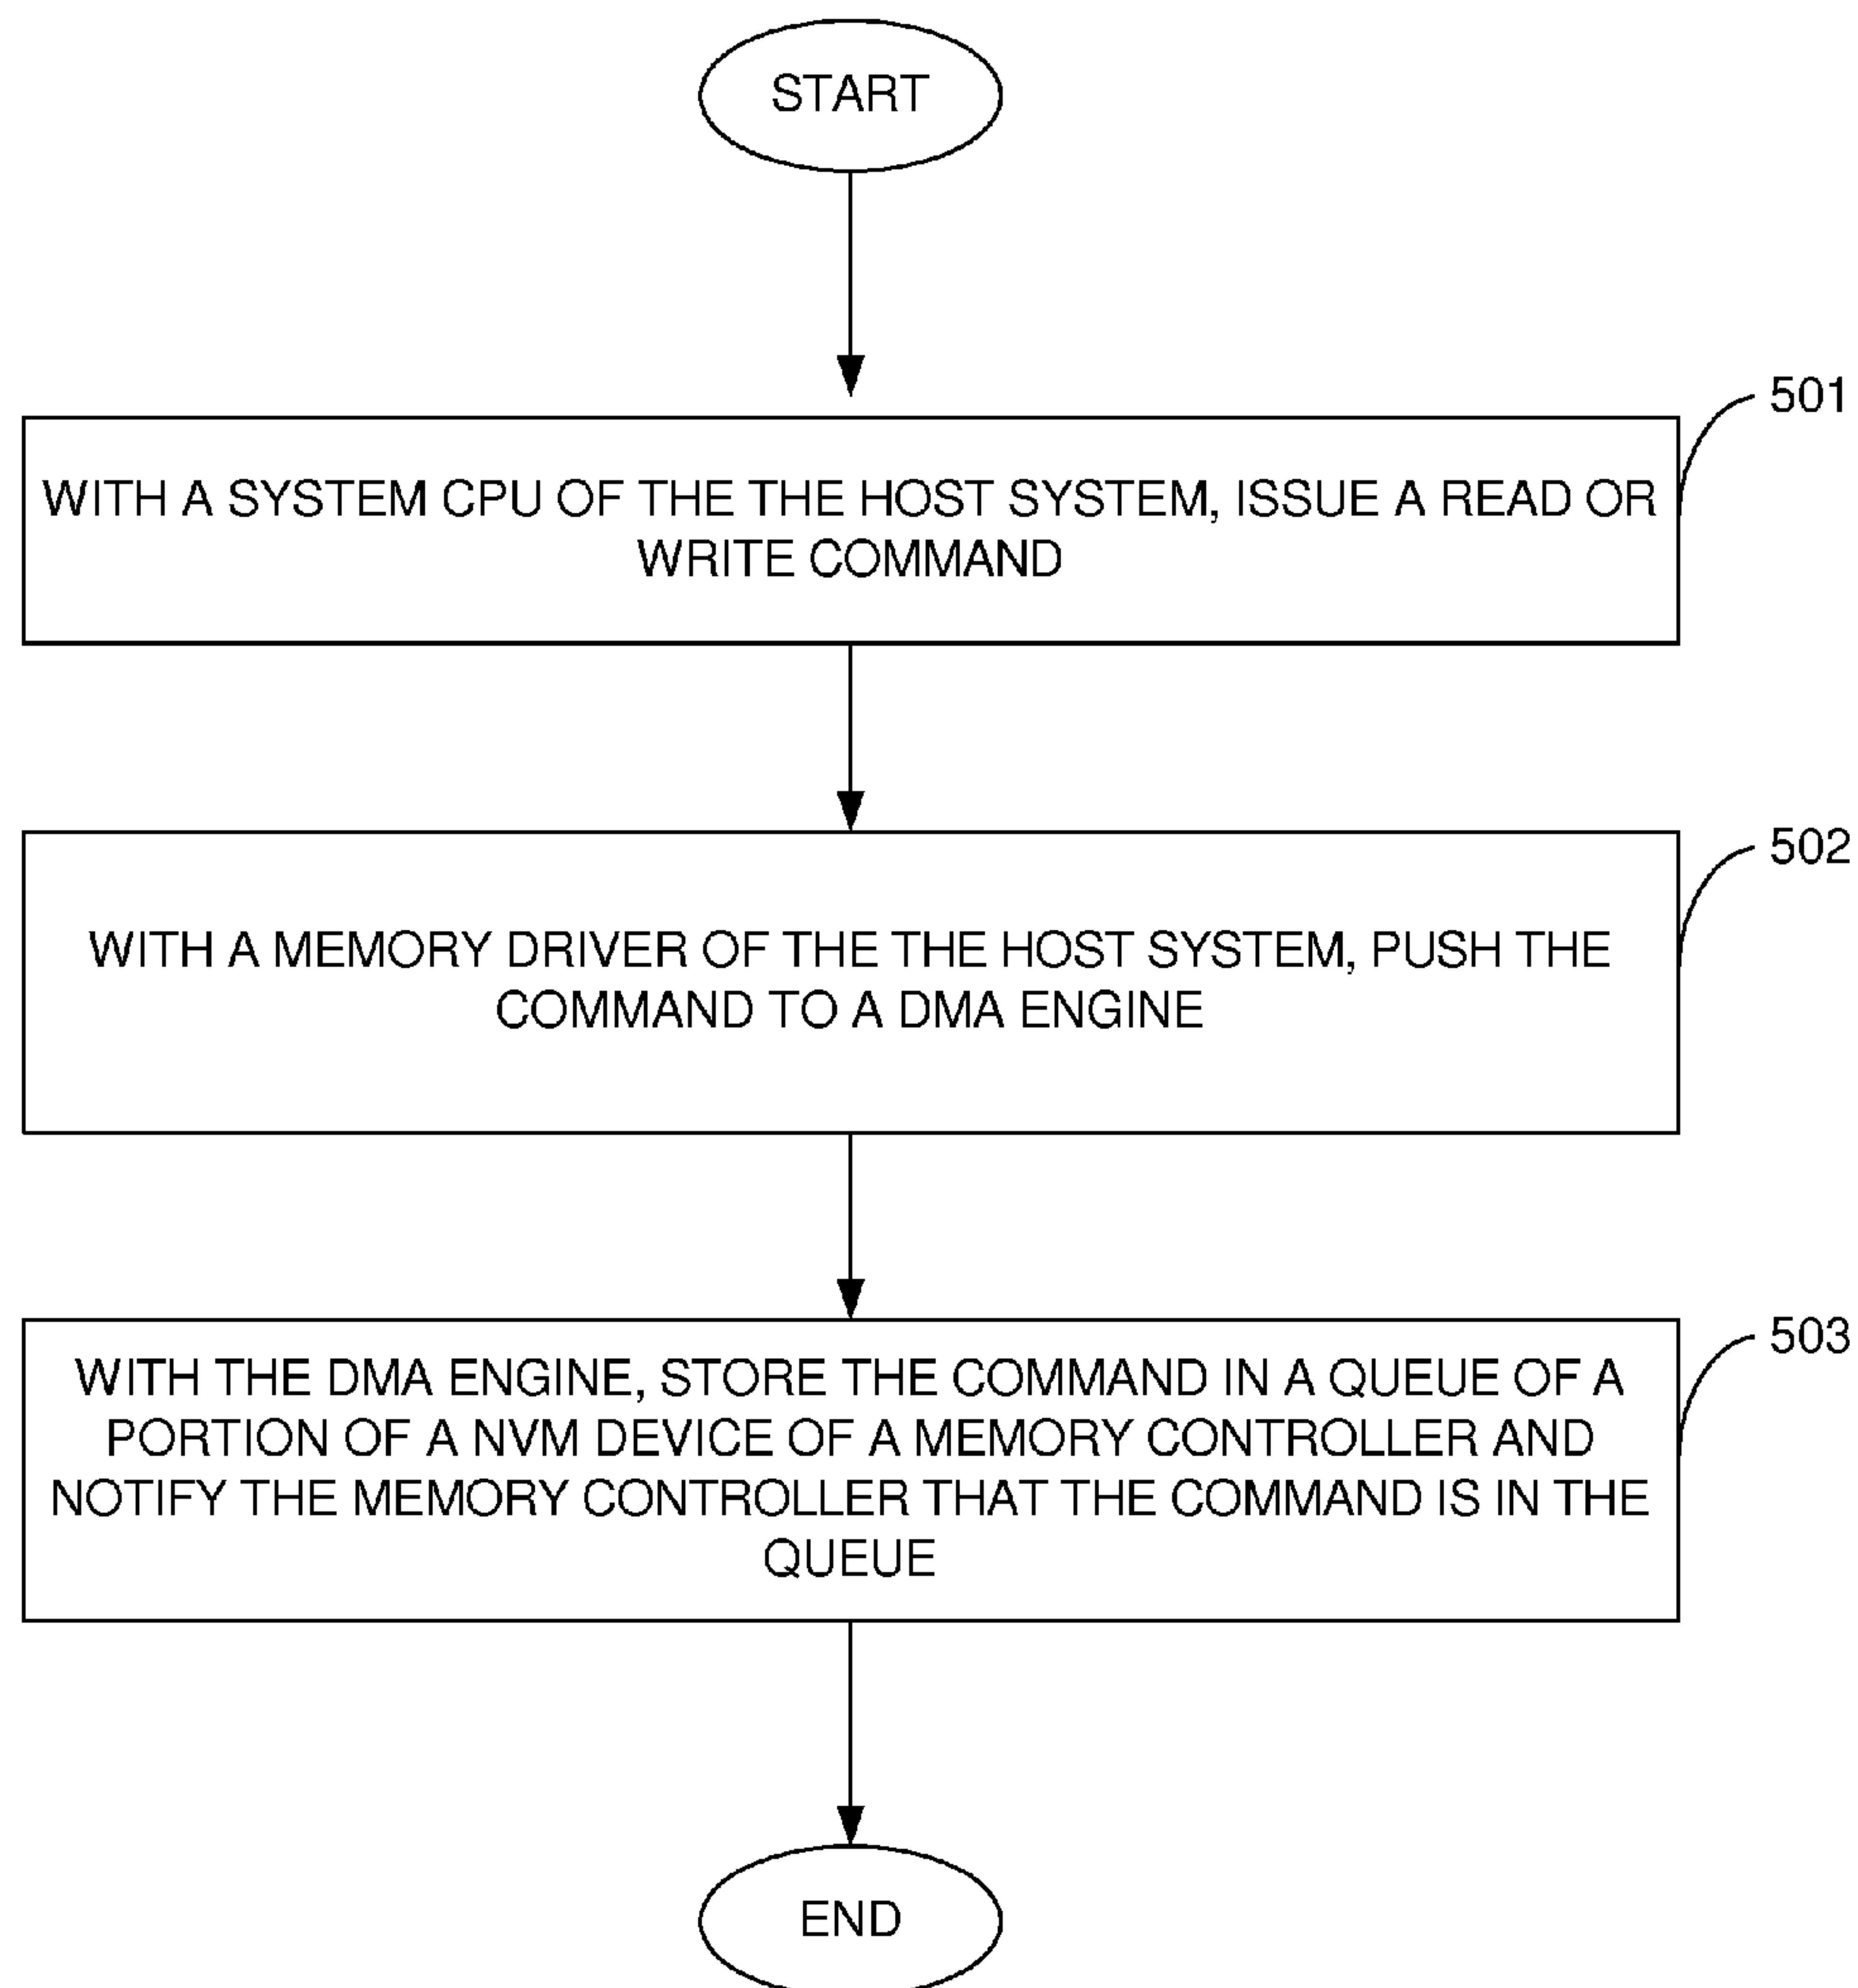 START
501
WITH A SYSTEM CPU OF THE THE HOST SYSTEM, ISSUE A READ OR
WRITE COMMAND
502
WITH A MEMORY DRIVER OF THE THE HOST SYSTEM, PUSH THE
COMMAND TO A DMA ENGINE
503
WITH THE DMA ENGINE, STORE THE COMMAND IN A QUEUE OF A
PORTION OF A NVM DEVICE OF A MEMORY CONTROLLER AND
NOTIFY THE MEMORY CONTROLLER THAT THE COMMAND IS IN THE
QUEUE
END